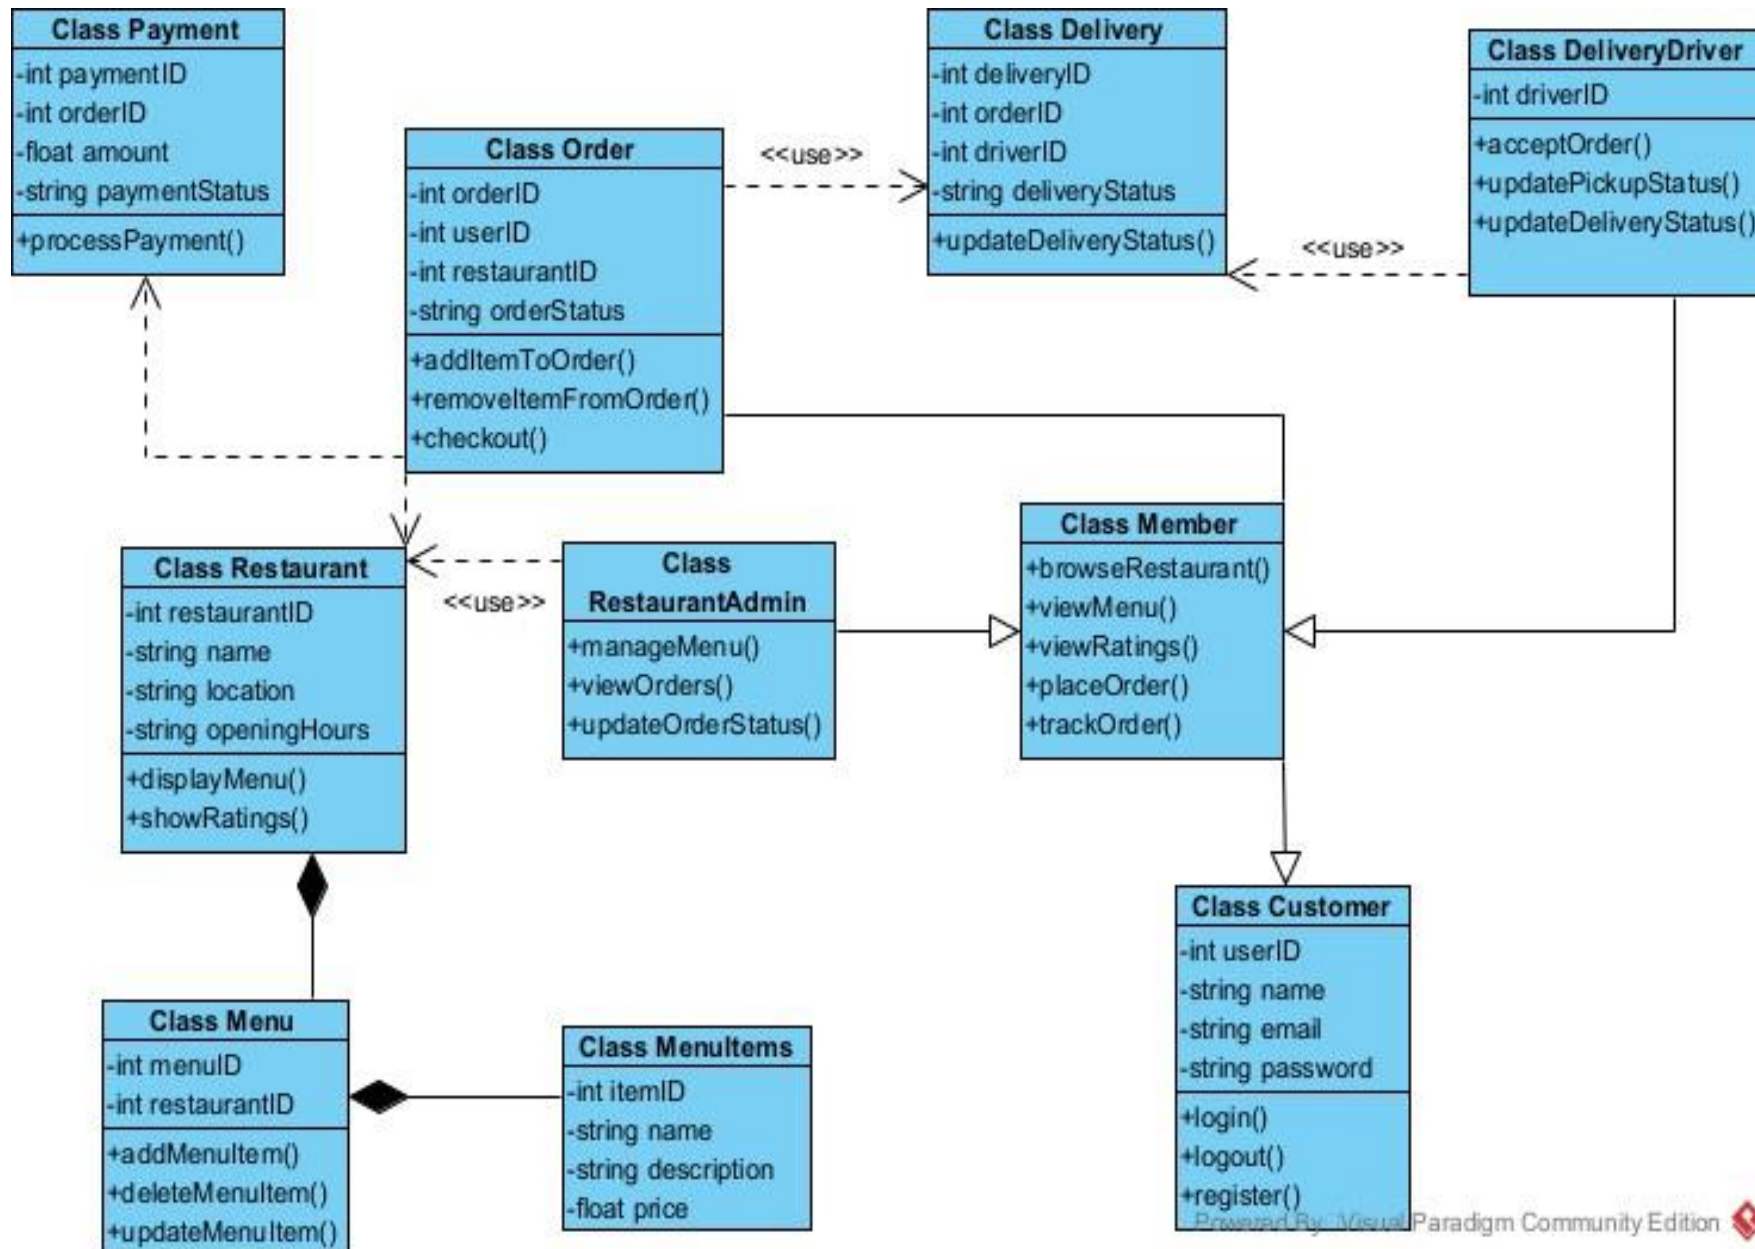 Class Payment
-int paymentID
-int orderID
-float amount
-string paymentStatus
+processPayment()
Class Order
-int orderID
-int userID
-int restaurantID
-string orderStatus
+addItemToOrder()
+removeItemFromOrder()
+checkout()
<<use>>
Class Delivery
-int deliveryID
-int orderID
-int driverID
-string deliveryStatus
+updateDeliveryStatus()
<<use>>
Class DeliveryDriver
-int driverID
+acceptOrder()
+updatePickupStatus()
+updateDeliveryStatus()
Class Restaurant
-int restaurantID
-string name
-string location
-string openingHours
+displayMenu()
+showRatings()
<<use>>
Class
RestaurantAdmin
+manageMenu()
+viewOrders()
+updateOrderStatus()
Class Member
+browseRestaurant()
+viewMenu()
+viewRatings()
+placeOrder()
+trackOrder()
Class Menu
-int menuID
-int restaurantID
+addMenuItem()
+deleteMenuItem()
+updateMenuItem()
Class MenuItems
-int itemID
-string name
-string description
-float price
Class Customer
-int userID
-string name
-string email
-string password
+login()
+logout()
+register()
Powered By Visual Paradigm Community Edition